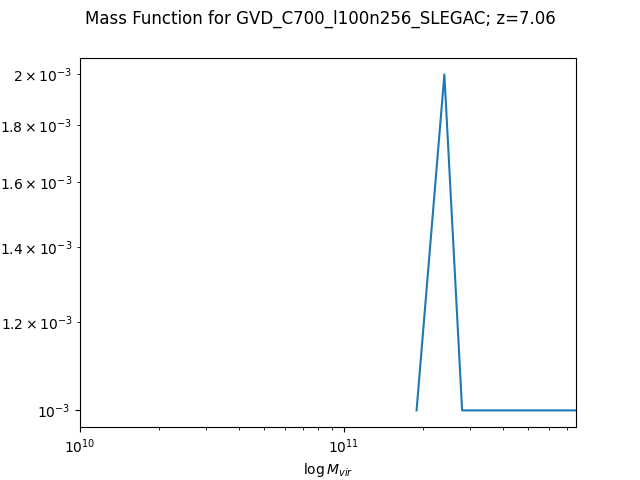 Mass Function for GVD_C700_l100n256_SLEGAC; z=7.06
2 × 10⁻³
1.8 × 10⁻³
1.6 × 10⁻³
1.4 × 10⁻³
1.2 × 10⁻³
10⁻³
10¹⁰ 10¹¹
log M_vir